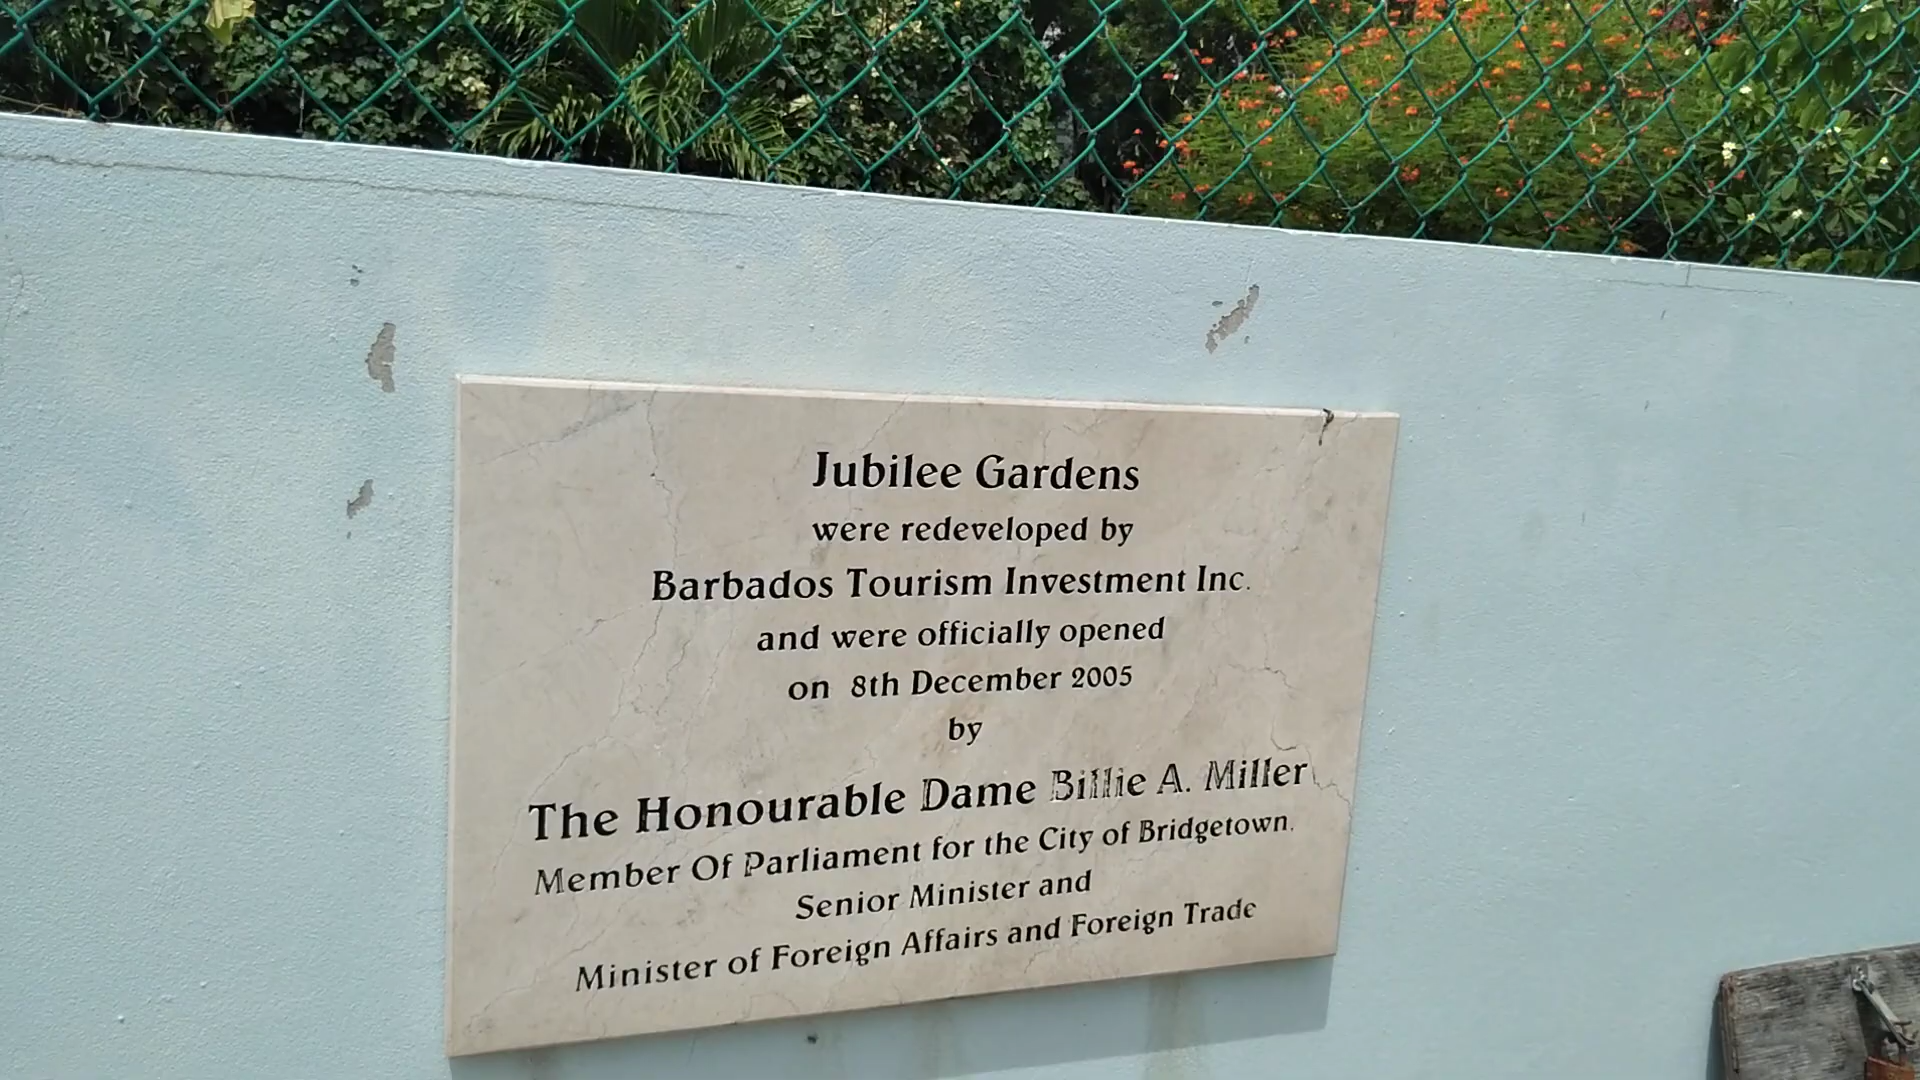 Jubilee Gardens
were redeveloped by
Barbados Tourism Investment Inc.
and were officially opened
on 8th December 2005
by
The Honourable Dame Billie A. Miller
Member Of Parliament for the City of Bridgetown,
Senior Minister and
Minister of Foreign Affairs and Foreign Trade